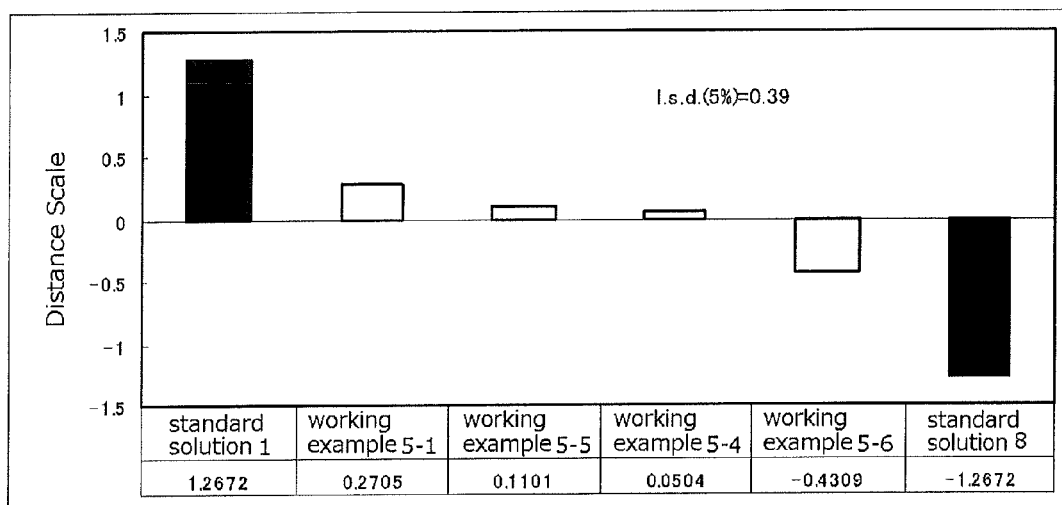 1.5
l.s.d.(5%)=0.39
1
0.5
0
-0.5
-1
-1.5
Distance Scale
standard solution 1
working example 5-1
working example 5-5
working example 5-4
working example 5-6
standard solution 8
1.2672
0.2705
0.1101
0.0504
-0.4309
-1.2672